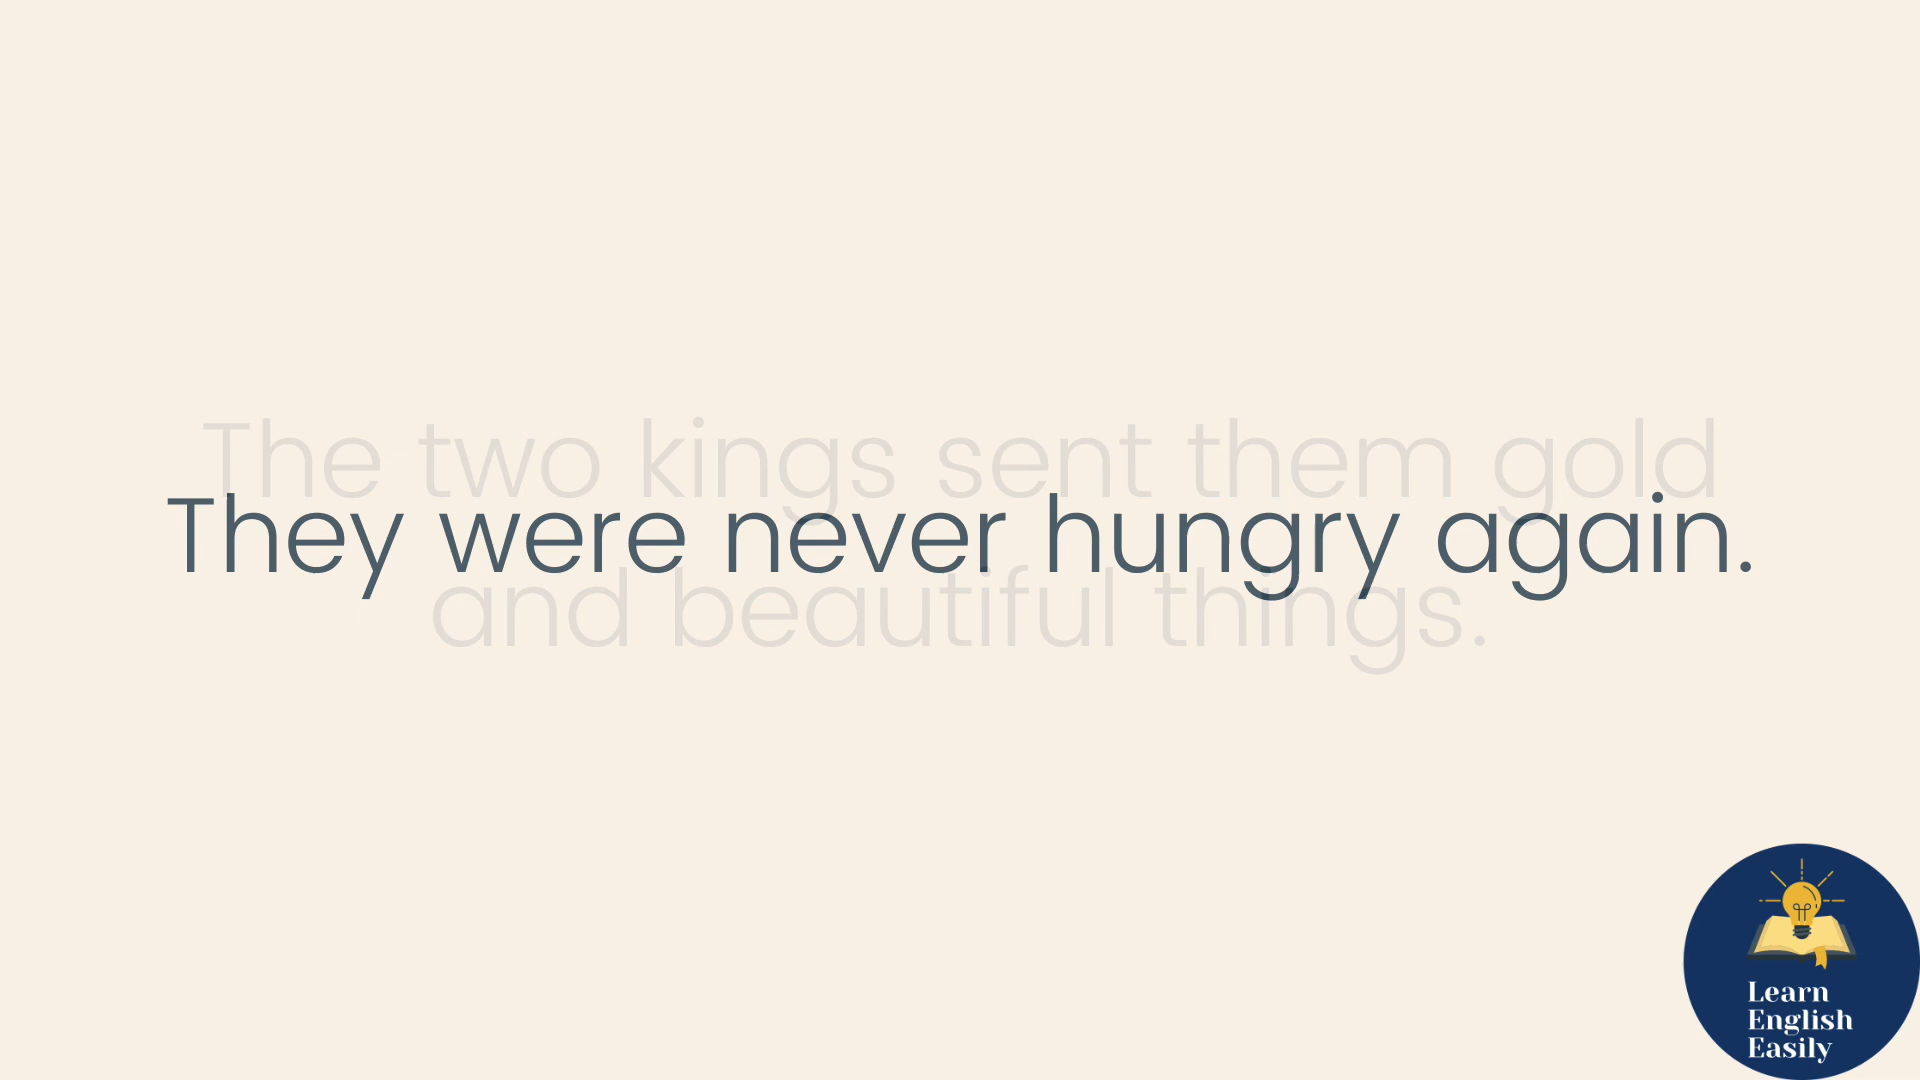 The two kings sent them gold
They were never hungry again.
and beautiful things.
Learn
English
Easily